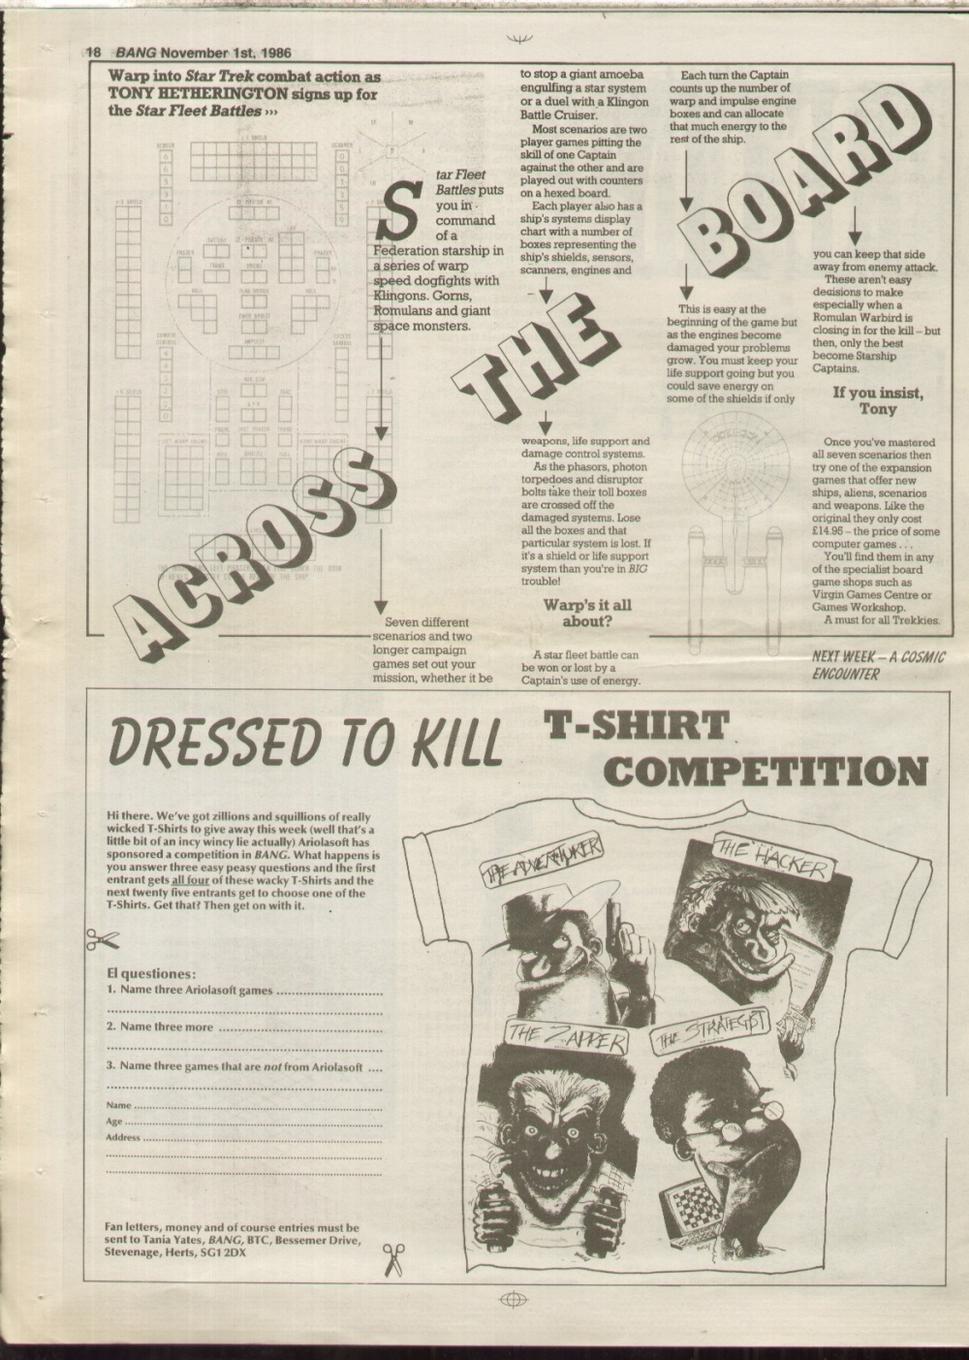 18 BANG November 1st, 1986
Warp into Star Trek combat action as
TONY HETHERINGTON signs up for
the Star Fleet Battles ›››
ACROSS
THE
BOARD
Star Fleet
Battles puts
you in
command
of a
Federation starship in
a series of warp
speed dogfights with
Klingons. Gorns,
Romulans and giant
space monsters.
Seven different
scenarios and two
longer campaign
games set out your
mission, whether it be
to stop a giant amoeba
engulfing a star system
or a duel with a Klingon
Battle Cruiser.
Most scenarios are two
player games pitting the
skill of one Captain
against the other and are
played out with counters
on a hexed board.
Each player also has a
ship's systems display
chart with a number of
boxes representing the
ship's shields, sensors,
scanners, engines and
weapons, life support and
damage control systems.
As the phasors, photon
torpedoes and disruptor
bolts take their toll boxes
are crossed off the
damaged systems. Lose
all the boxes and that
particular system is lost. If
it's a shield or life support
system than you're in BIG
trouble!
Warp's it all
about?
A star fleet battle can
be won or lost by a
Captain's use of energy.
Each turn the Captain
counts up the number of
warp and impulse engine
boxes and can allocate
that much energy to the
rest of the ship.
This is easy at the
beginning of the game but
as the engines become
damaged your problems
grow. You must keep your
life support going but you
could save energy on
some of the shields if only
you can keep that side
away from enemy attack.
These aren't easy
decisions to make
especially when a
Romulan Warbird is
closing in for the kill – but
then, only the best
become Starship
Captains.
If you insist,
Tony
Once you've mastered
all seven scenarios then
try one of the expansion
games that offer new
ships, aliens, scenarios
and weapons. Like the
original they only cost
£14.95 – the price of some
computer games . . .
You'll find them in any
of the specialist board
game shops such as
Virgin Games Centre or
Games Workshop.
A must for all Trekkies.
NEXT WEEK – A COSMIC
ENCOUNTER
DRESSED TO KILL
T-SHIRT
COMPETITION
Hi there. We've got zillions and squillions of really
wicked T-Shirts to give away this week (well that's a
little bit of an incy wincy lie actually) Ariolasoft has
sponsored a competition in BANG. What happens is
you answer three easy peasy questions and the first
entrant gets all four of these wacky T-Shirts and the
next twenty five entrants get to choose one of the
T-Shirts. Get that? Then get on with it.
El questiones:
1. Name three Ariolasoft games ............................
2. Name three more ............................
3. Name three games that are not from Ariolasoft ....
Name ............................
Age ............................
Address ............................
Fan letters, money and of course entries must be
sent to Tania Yates, BANG, BTC, Bessemer Drive,
Stevenage, Herts, SG1 2DX
THE ADVENTURER
THE HACKER
THE ZAPPER
THE STRATEGIST